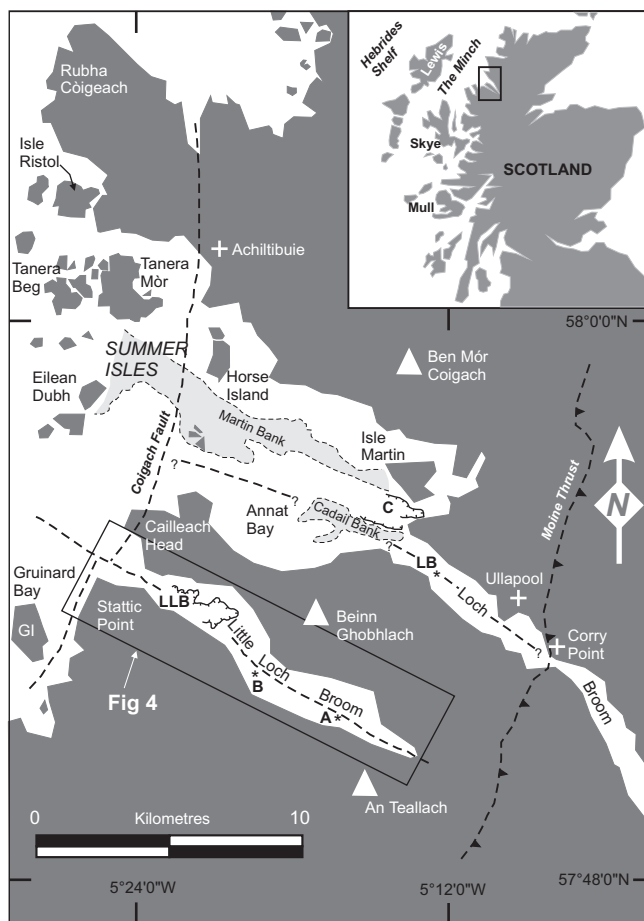 Rubha
Còigeach
Isle
Ristol
Achiltibuie
Tanera
Beg
Tanera
Mòr
Hebrides
Shelf
Lewis
The Minch
Skye
Mull
SCOTLAND
58°0'0"N
SUMMER
ISLES
Eilean
Dubh
Horse
Island
Ben Mór
Coigach
Martin Bank
Isle
Martin
Coigach Fault
Moine Thrust
N
?
?
C
Annat
Bay
Cadail Bank
?
Cailleach
Head
LB
*
Loch
Ullapool
Gruinard
Bay
Stattic
Point
LLB
Beinn
Ghobhlach
GI
Little
Loch
Broom
?
Corry
Point
Broom
*
B
A*
Fig 4
An Teallach
0
Kilometres
10
57°48'0"N
5°24'0"W
5°12'0"W